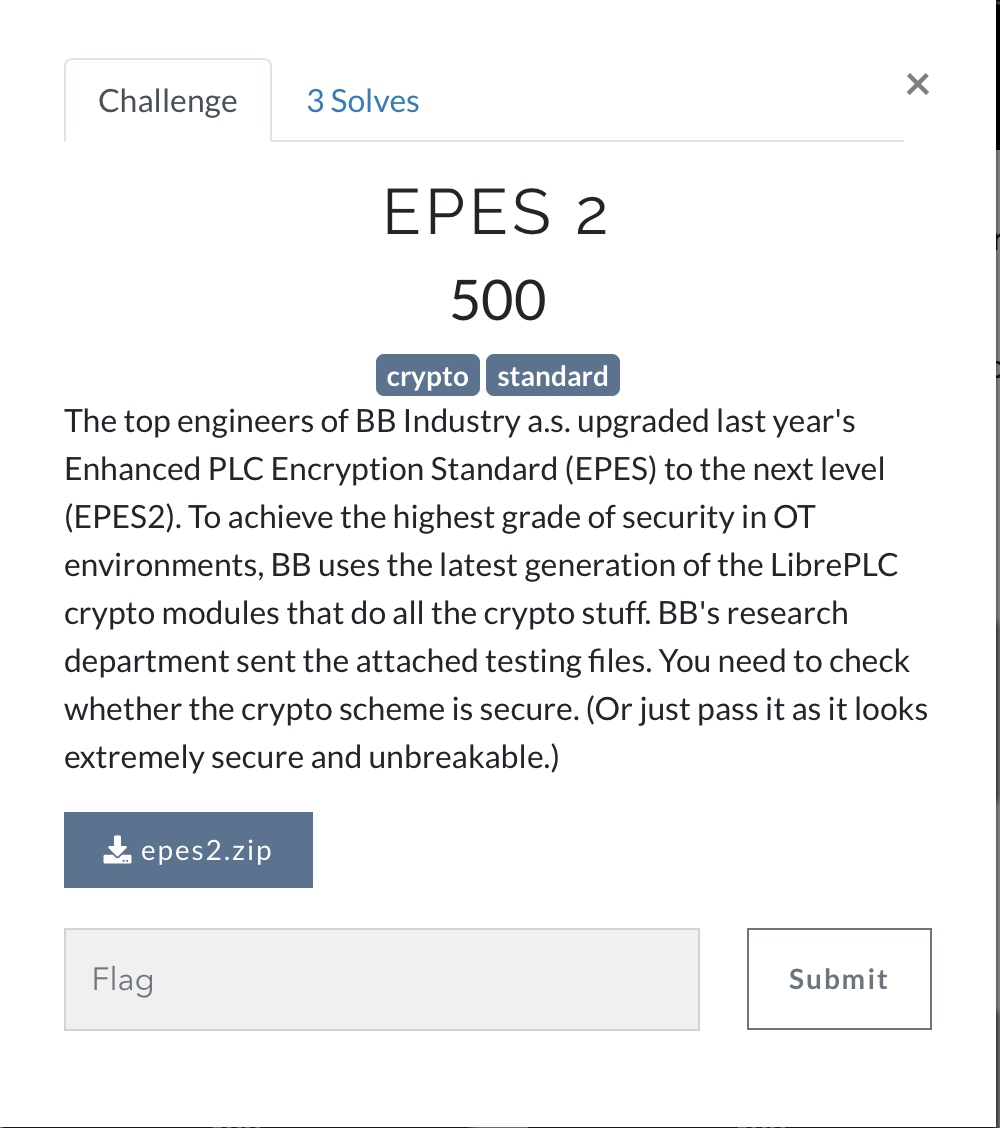 Challenge
3 Solves
×
EPES 2
500
crypto standard
The top engineers of BB Industry a.s. upgraded last year's
Enhanced PLC Encryption Standard (EPES) to the next level
(EPES2). To achieve the highest grade of security in OT
environments, BB uses the latest generation of the LibrePLC
crypto modules that do all the crypto stuff. BB's research
department sent the attached testing files. You need to check
whether the crypto scheme is secure. (Or just pass it as it looks
extremely secure and unbreakable.)
epes2.zip
Flag
Submit